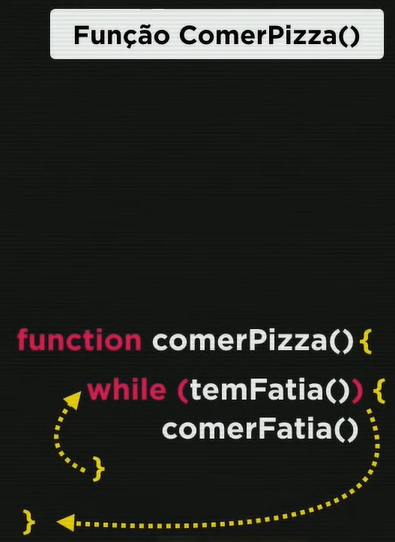 Função ComerPizza()
function comerPizza() {
while (temFatia()) {
comerFatia()
}
}